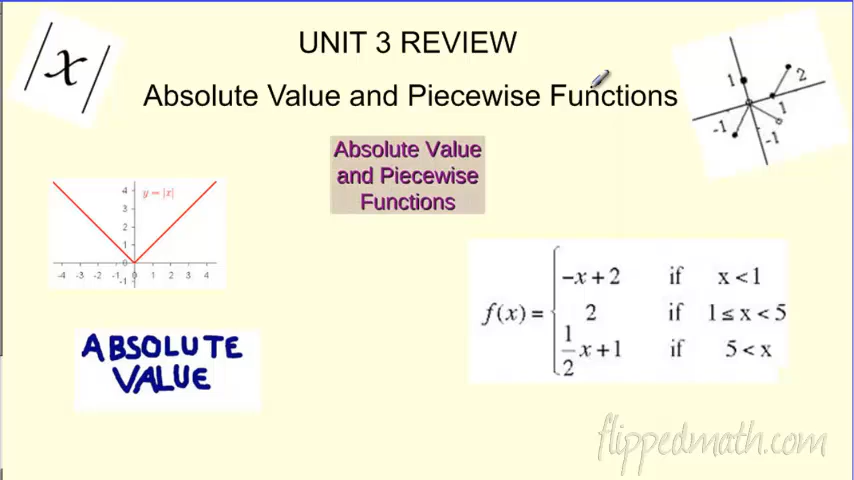 UNIT 3 REVIEW
|x|
Absolute Value and Piecewise Functions
1
2
-1
1
-1
Absolute Value
and Piecewise
Functions
y = |x|
4
3
2
1
0
-1
-4 -3 -2 -1 0 1 2 3 4
f(x) =
−x + 2 if x < 1
2 if 1 ≤ x < 5
1/2 x + 1 if 5 < x
ABSOLUTE
VALUE
flippedmath.com